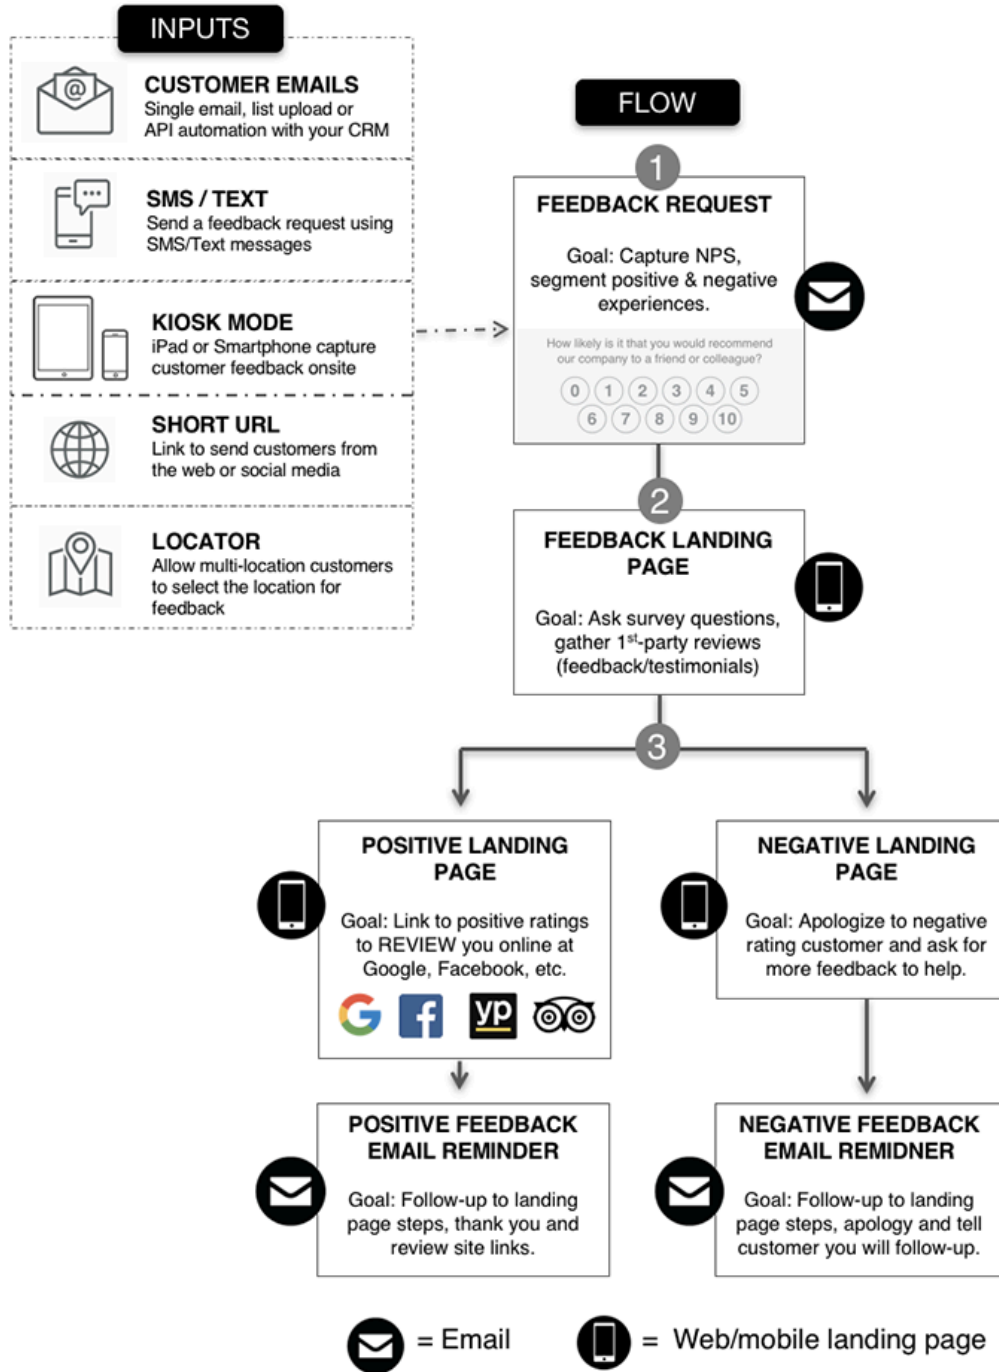 INPUTS
CUSTOMER EMAILS
Single email, list upload or
API automation with your CRM
SMS / TEXT
Send a feedback request using
SMS/Text messages
KIOSK MODE
iPad or Smartphone capture
customer feedback onsite
SHORT URL
Link to send customers from
the web or social media
LOCATOR
Allow multi-location customers
to select the location for
feedback
FLOW
1
FEEDBACK REQUEST
Goal: Capture NPS,
segment positive & negative
experiences.
How likely is it that you would recommend
our company to a friend or colleague?
0 1 2 3 4 5
6 7 8 9 10
2
FEEDBACK LANDING
PAGE
Goal: Ask survey questions,
gather 1st-party reviews
(feedback/testimonials)
3
POSITIVE LANDING
PAGE
Goal: Link to positive ratings
to REVIEW you online at
Google, Facebook, etc.
G f yp
NEGATIVE LANDING
PAGE
Goal: Apologize to negative
rating customer and ask for
more feedback to help.
POSITIVE FEEDBACK
EMAIL REMINDER
Goal: Follow-up to landing
page steps, thank you and
review site links.
NEGATIVE FEEDBACK
EMAIL REMIDNER
Goal: Follow-up to landing
page steps, apology and tell
customer you will follow-up.
= Email
= Web/mobile landing page